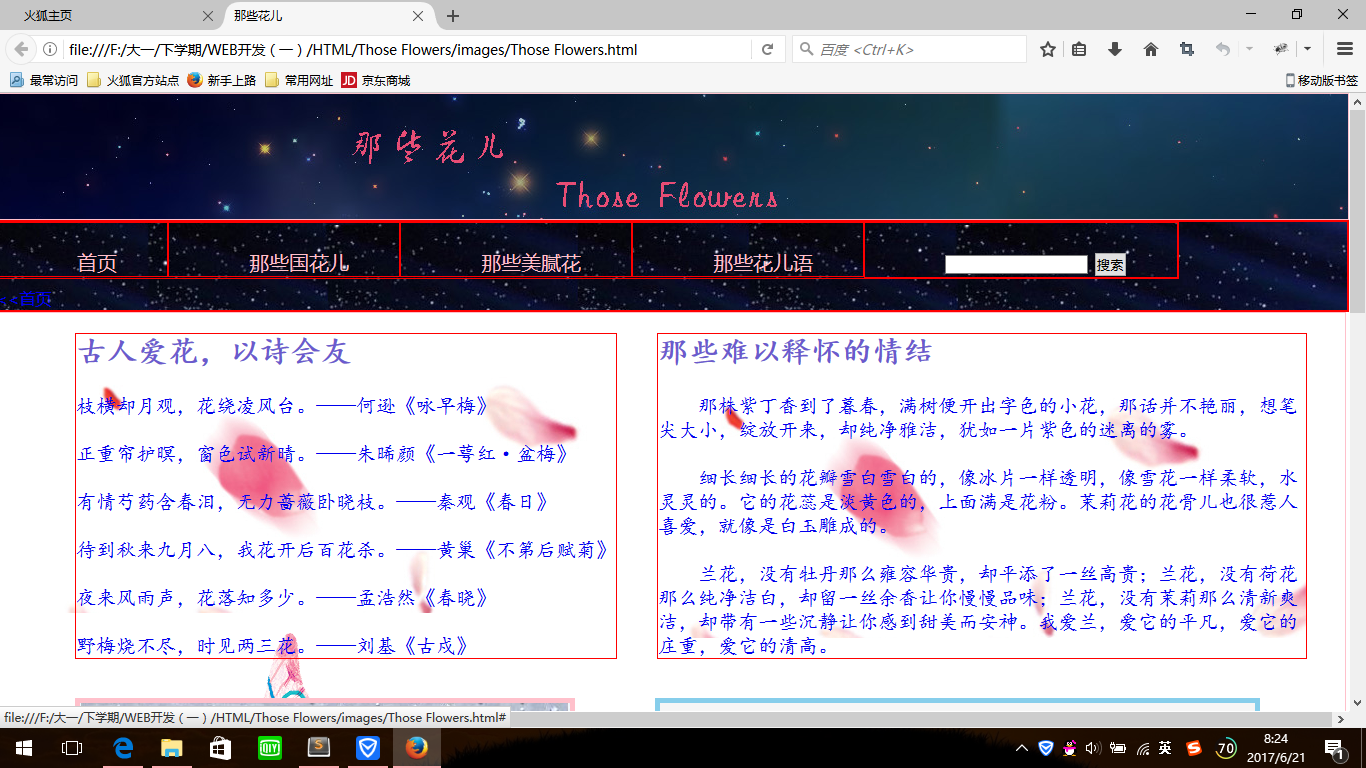 火狐主页
那些花儿
file:///F:/大一/下学期/WEB开发（一）/HTML/Those Flowers/images/Those Flowers.html
百度 <Ctrl+K>
最常访问 火狐官方站点 新手上路 常用网址 JD 京东商城 移动版书签
那些花儿
Those Flowers
首页 那些国花儿 那些美腻花 那些花儿语 搜索
<<首页
古人爱花，以诗会友
枝横却月观，花绕凌风台。——何逊《咏早梅》
正重帘护暝，窗色试新晴。——朱晞颜《一萼红·盆梅》
有情芍药含春泪，无力蔷薇卧晓枝。——秦观《春日》
待到秋来九月八，我花开后百花杀。——黄巢《不第后赋菊》
夜来风雨声，花落知多少。——孟浩然《春晓》
野梅烧不尽，时见两三花。——刘基《古戍》
那些难以释怀的情结
那株紫丁香到了暮春，满树便开出字色的小花，那话并不艳丽，想笔
尖大小，绽放开来，却纯净雅洁，犹如一片紫色的迷离的雾。
细长细长的花瓣雪白雪白的，像冰片一样透明，像雪花一样柔软，水
灵灵的。它的花蕊是淡黄色的，上面满是花粉。茉莉花的花骨儿也很惹人
喜爱，就像是白玉雕成的。
兰花，没有牡丹那么雍容华贵，却平添了一丝高贵；兰花，没有荷花
那么纯净洁白，却留一丝余香让你慢慢品味；兰花，没有茉莉那么清新爽
洁，却带有一些沉静让你感到甜美而安神。我爱兰，爱它的平凡，爱它的
庄重，爱它的清高。
file:///F:/大一/下学期/WEB开发（一）/HTML/Those Flowers/images/Those Flowers.html#
QIY
英
70
8:24
2017/6/21
1